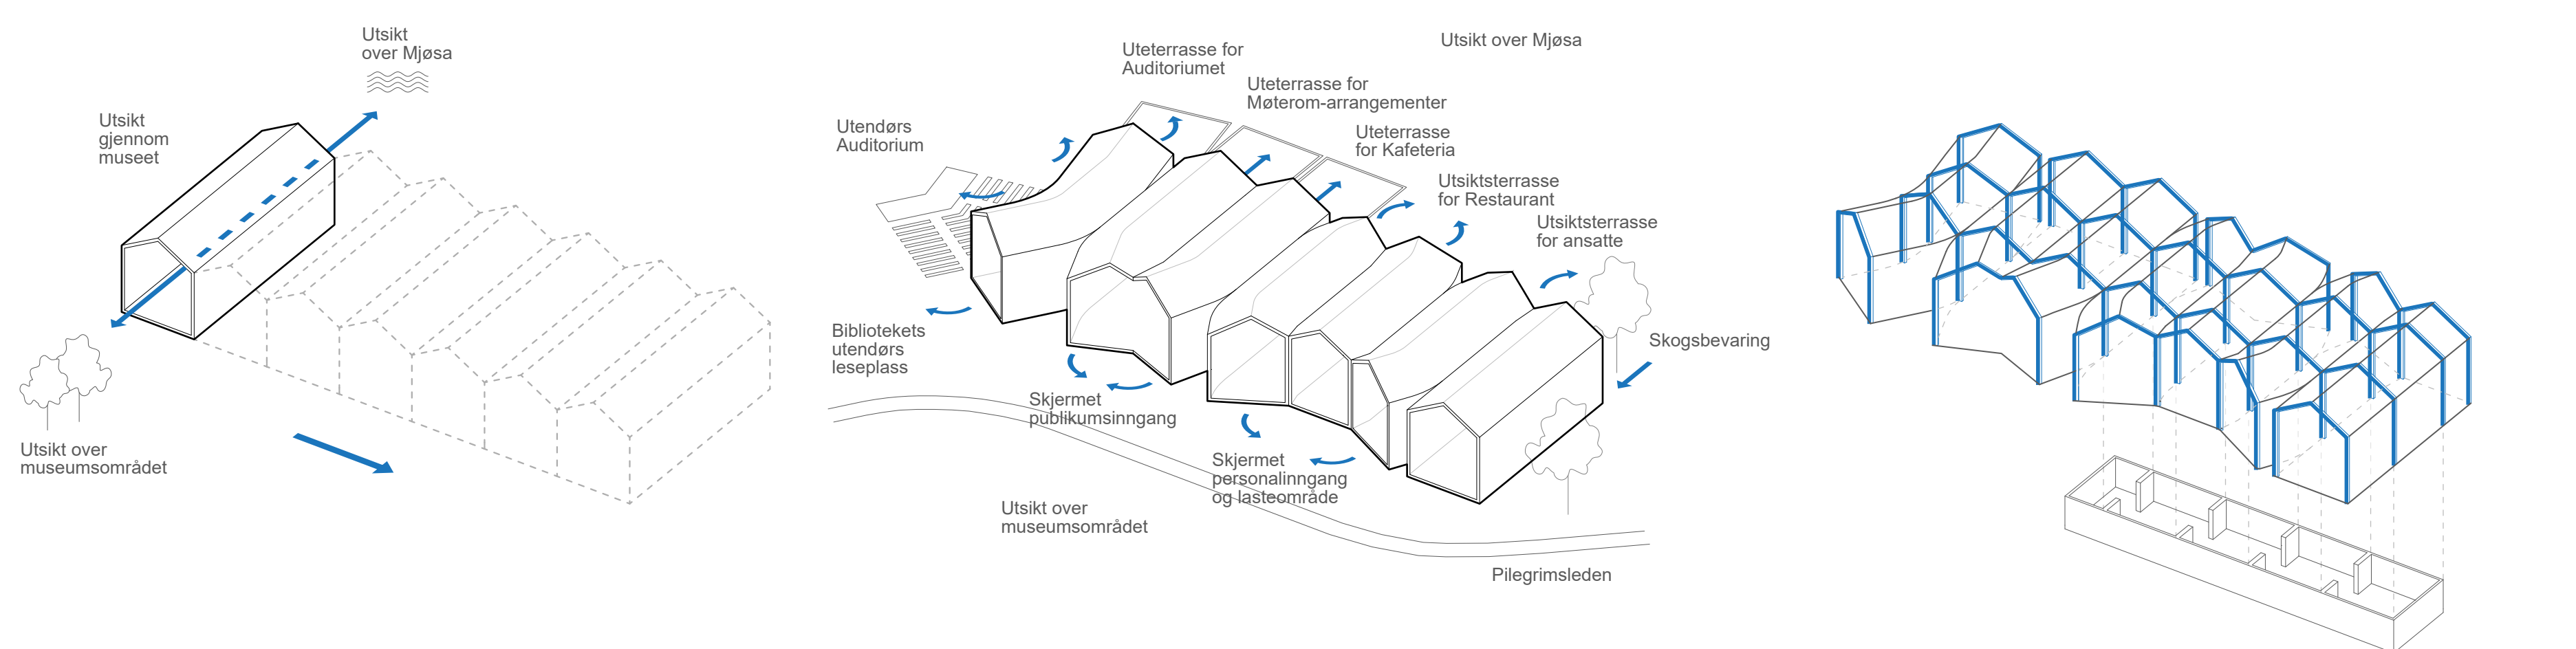 Utsikt
over Mjøsa
Utsikt
gjennom
museet
Utsikt over
museumsområdet
Uteterrasse for
Auditoriumet
Utsikt over Mjøsa
Uteterrasse for
Møterom-arrangementer
Utendørs
Auditorium
Uteterrasse
for Kafeteria
Utsiktsterrasse
for Restaurant
Utsiktsterrasse
for ansatte
Bibliotekets
utendørs
leseplass
Skogsbevaring
Skjermet
publikumsinngang
Skjermet
personalinngang
og lasteområde
Utsikt over
museumsområdet
Pilegrimsleden